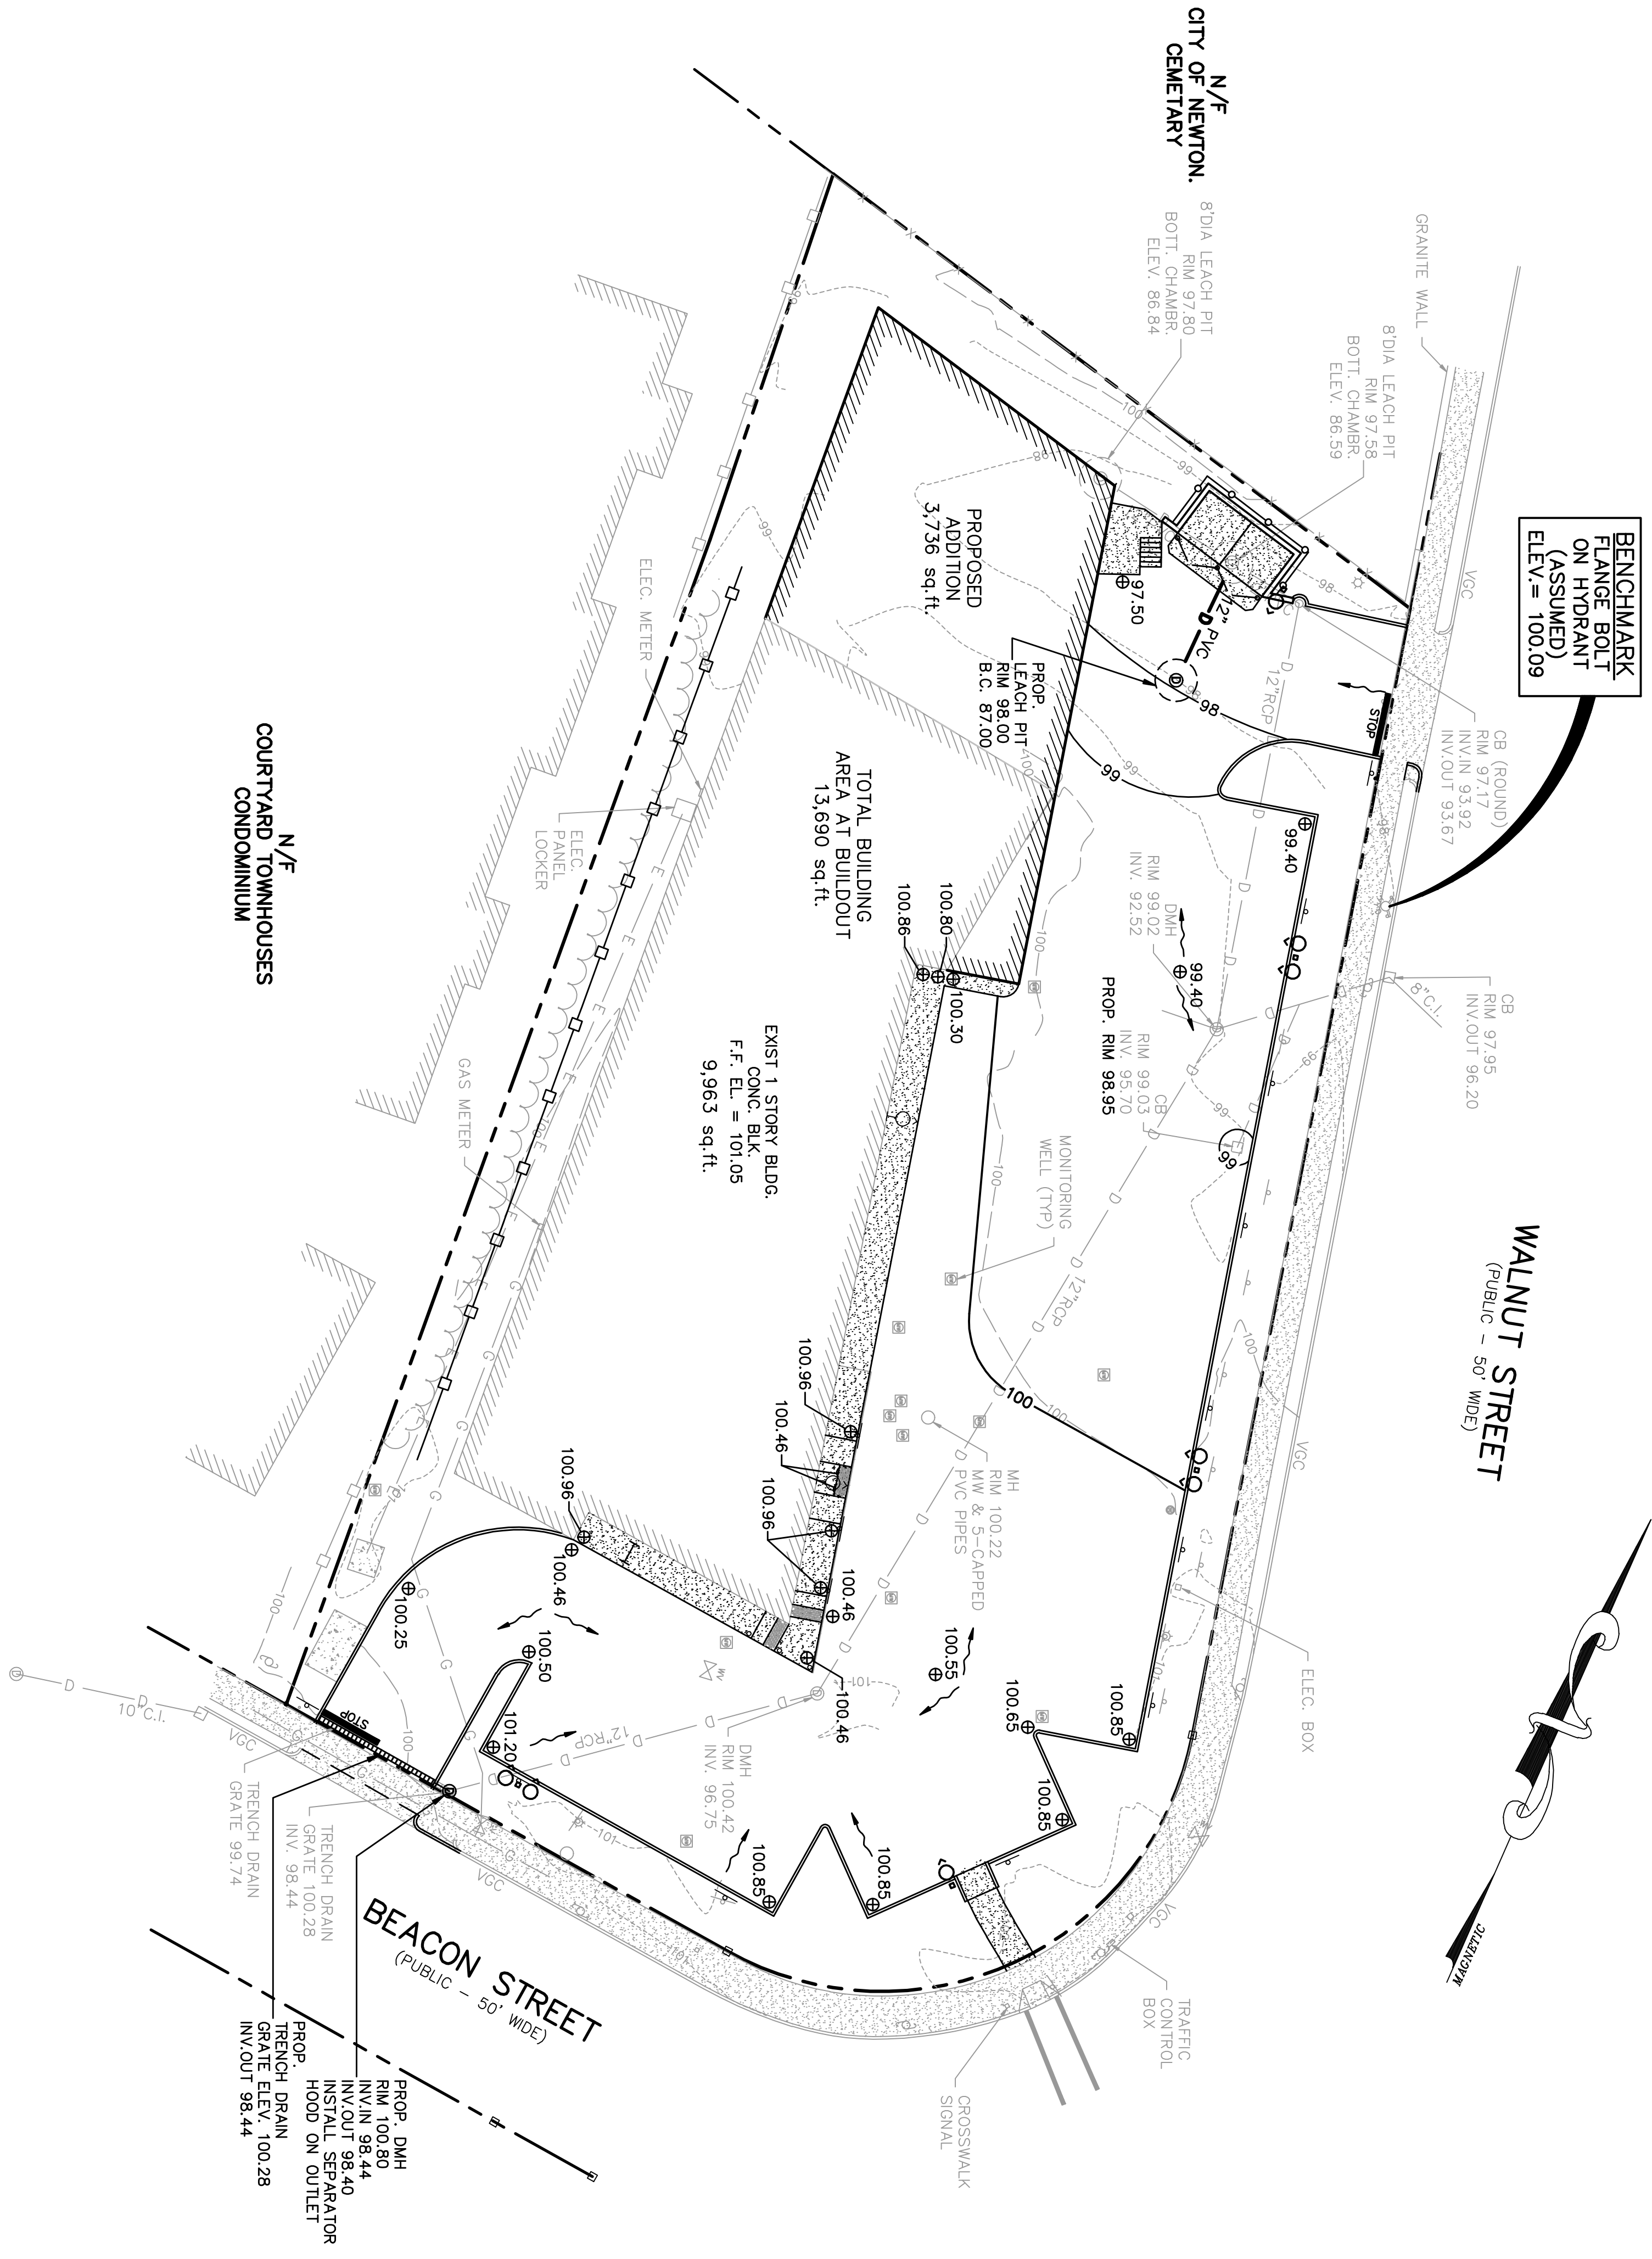 N/F
CITY OF NEWTON.
CEMETARY
8'DIA LEACH PIT
RIM 97.80
BOTT. CHAMBR.
ELEV. 86.84
GRANITE WALL
8'DIA LEACH PIT
RIM 97.58
BOTT. CHAMBR.
ELEV. 86.59
BENCHMARK
FLANGE BOLT
ON HYDRANT
(ASSUMED)
ELEV.= 100.09
VGC
CB (ROUND)
RIM 97.17
INV.IN 93.92
INV.OUT 93.67
CB
RIM 97.95
INV.OUT 96.20
8"C.I.
WALNUT STREET
(PUBLIC - 50' WIDE)
VGC
MAGNETIC
PROPOSED
ADDITION
3,736 sq.ft.
97.50
12" PVC
D
12"RCP
STOP
PROP.
LEACH PIT
RIM 98.00
B.C. 87.00
98
99
99.40
DMH
RIM 99.02
INV. 92.52
99.40
CB
RIM 99.03
INV. 95.70
PROP. RIM 98.95
99
TOTAL BUILDING
AREA AT BUILDOUT
13,690 sq.ft.
100.86
100.80
100.30
EXIST 1 STORY BLDG.
CONC. BLK.
F.F. EL. = 101.05
9,963 sq.ft.
MONITORING
WELL (TYP)
12"RCP
100
100
ELEC. METER
ELEC.
PANEL
LOCKER
GAS METER
N/F
COURTYARD TOWNHOUSES
CONDOMINIUM
100.96
100.46
100.96
100.96
100.46
100.46
100.46
MH
RIM 100.22
MW & 5-CAPPED
PVC PIPES
ELEC. BOX
100.55
100.65
100.85
100.85
100.85
100.85
100.25
100.50
101.20
12"RCP
DMH
RIM 100.42
INV. 96.75
STOP
10"C.I.
VGC
TRENCH DRAIN
GRATE 99.74
TRENCH DRAIN
GRATE 100.28
INV. 98.44
VGC
BEACON STREET
(PUBLIC - 50' WIDE)
VGC
TRAFFIC
CONTROL
BOX
CROSSWALK
SIGNAL
PROP. DMH
RIM 100.80
INV.IN 98.44
INV.OUT 98.40
INSTALL SEPARATOR
HOOD ON OUTLET
PROP.
TRENCH DRAIN
GRATE ELEV. 100.28
INV.OUT 98.44